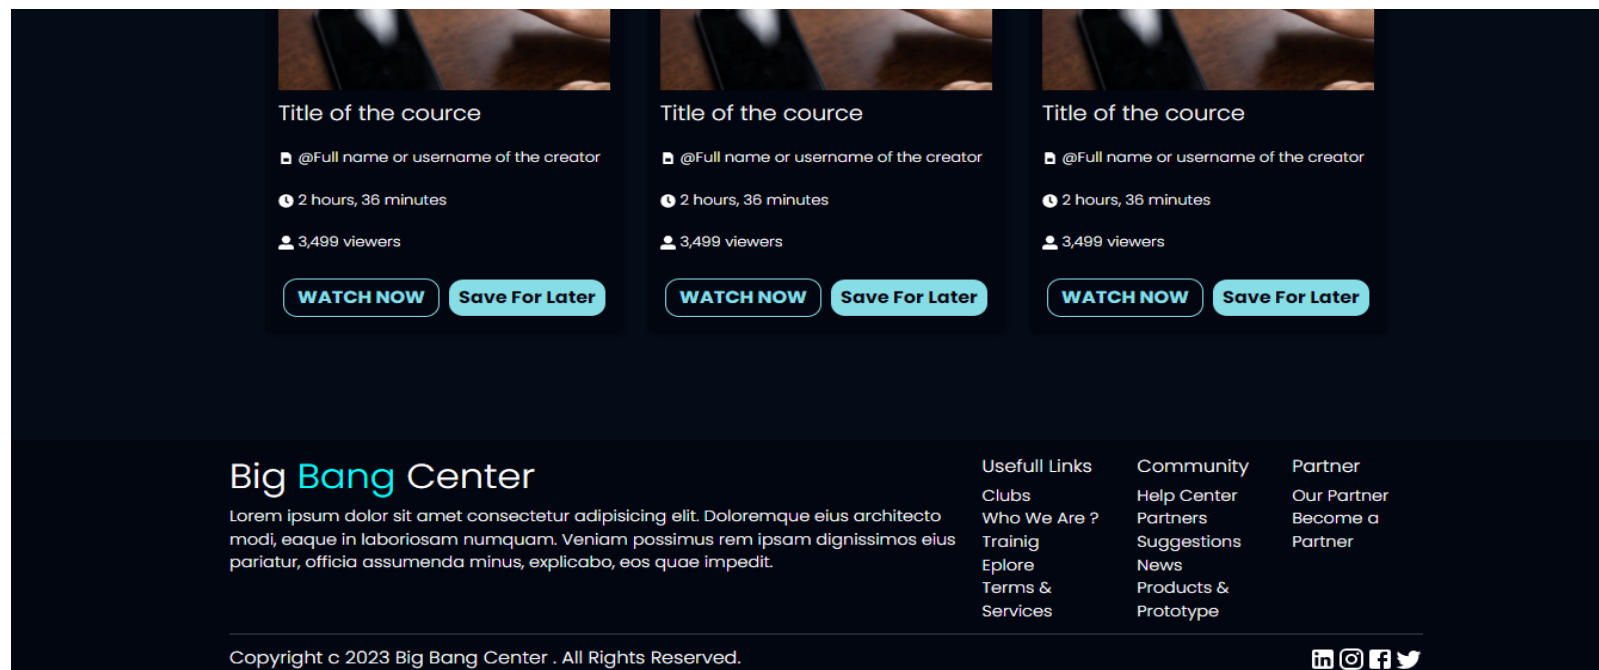 Title of the cource
@Full name or username of the creator
2 hours, 36 minutes
3,499 viewers
WATCH NOW
Save For Later
Title of the cource
@Full name or username of the creator
2 hours, 36 minutes
3,499 viewers
WATCH NOW
Save For Later
Title of the cource
@Full name or username of the creator
2 hours, 36 minutes
3,499 viewers
WATCH NOW
Save For Later
Big Bang Center
Lorem ipsum dolor sit amet consectetur adipisicing elit. Doloremque eius architecto
modi, eaque in laboriosam numquam. Veniam possimus rem ipsam dignissimos eius
pariatur, officia assumenda minus, explicabo, eos quae impedit.
Usefull Links
Clubs
Who We Are ?
Trainig
Eplore
Terms &
Services
Community
Help Center
Partners
Suggestions
News
Products &
Prototype
Partner
Our Partner
Become a
Partner
Copyright c 2023 Big Bang Center . All Rights Reserved.